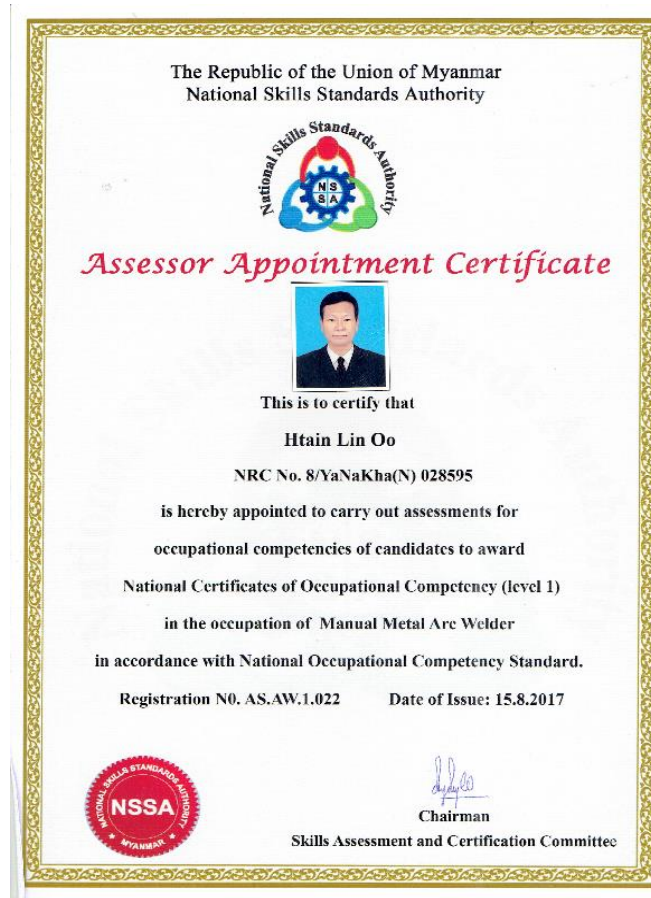 The Republic of the Union of Myanmar
National Skills Standards Authority
National Skills Standards Authority
NS
SA
Assessor Appointment Certificate
This is to certify that
Htain Lin Oo
NRC No. 8/YaNaKha(N) 028595
is hereby appointed to carry out assessments for
occupational competencies of candidates to award
National Certificates of Occupational Competency (level 1)
in the occupation of Manual Metal Arc Welder
in accordance with National Occupational Competency Standard.
Registration N0. AS.AW.1.022 Date of Issue: 15.8.2017
NATIONAL SKILLS STANDARDS AUTHORITY
NSSA
MYANMAR
Chairman
Skills Assessment and Certification Committee